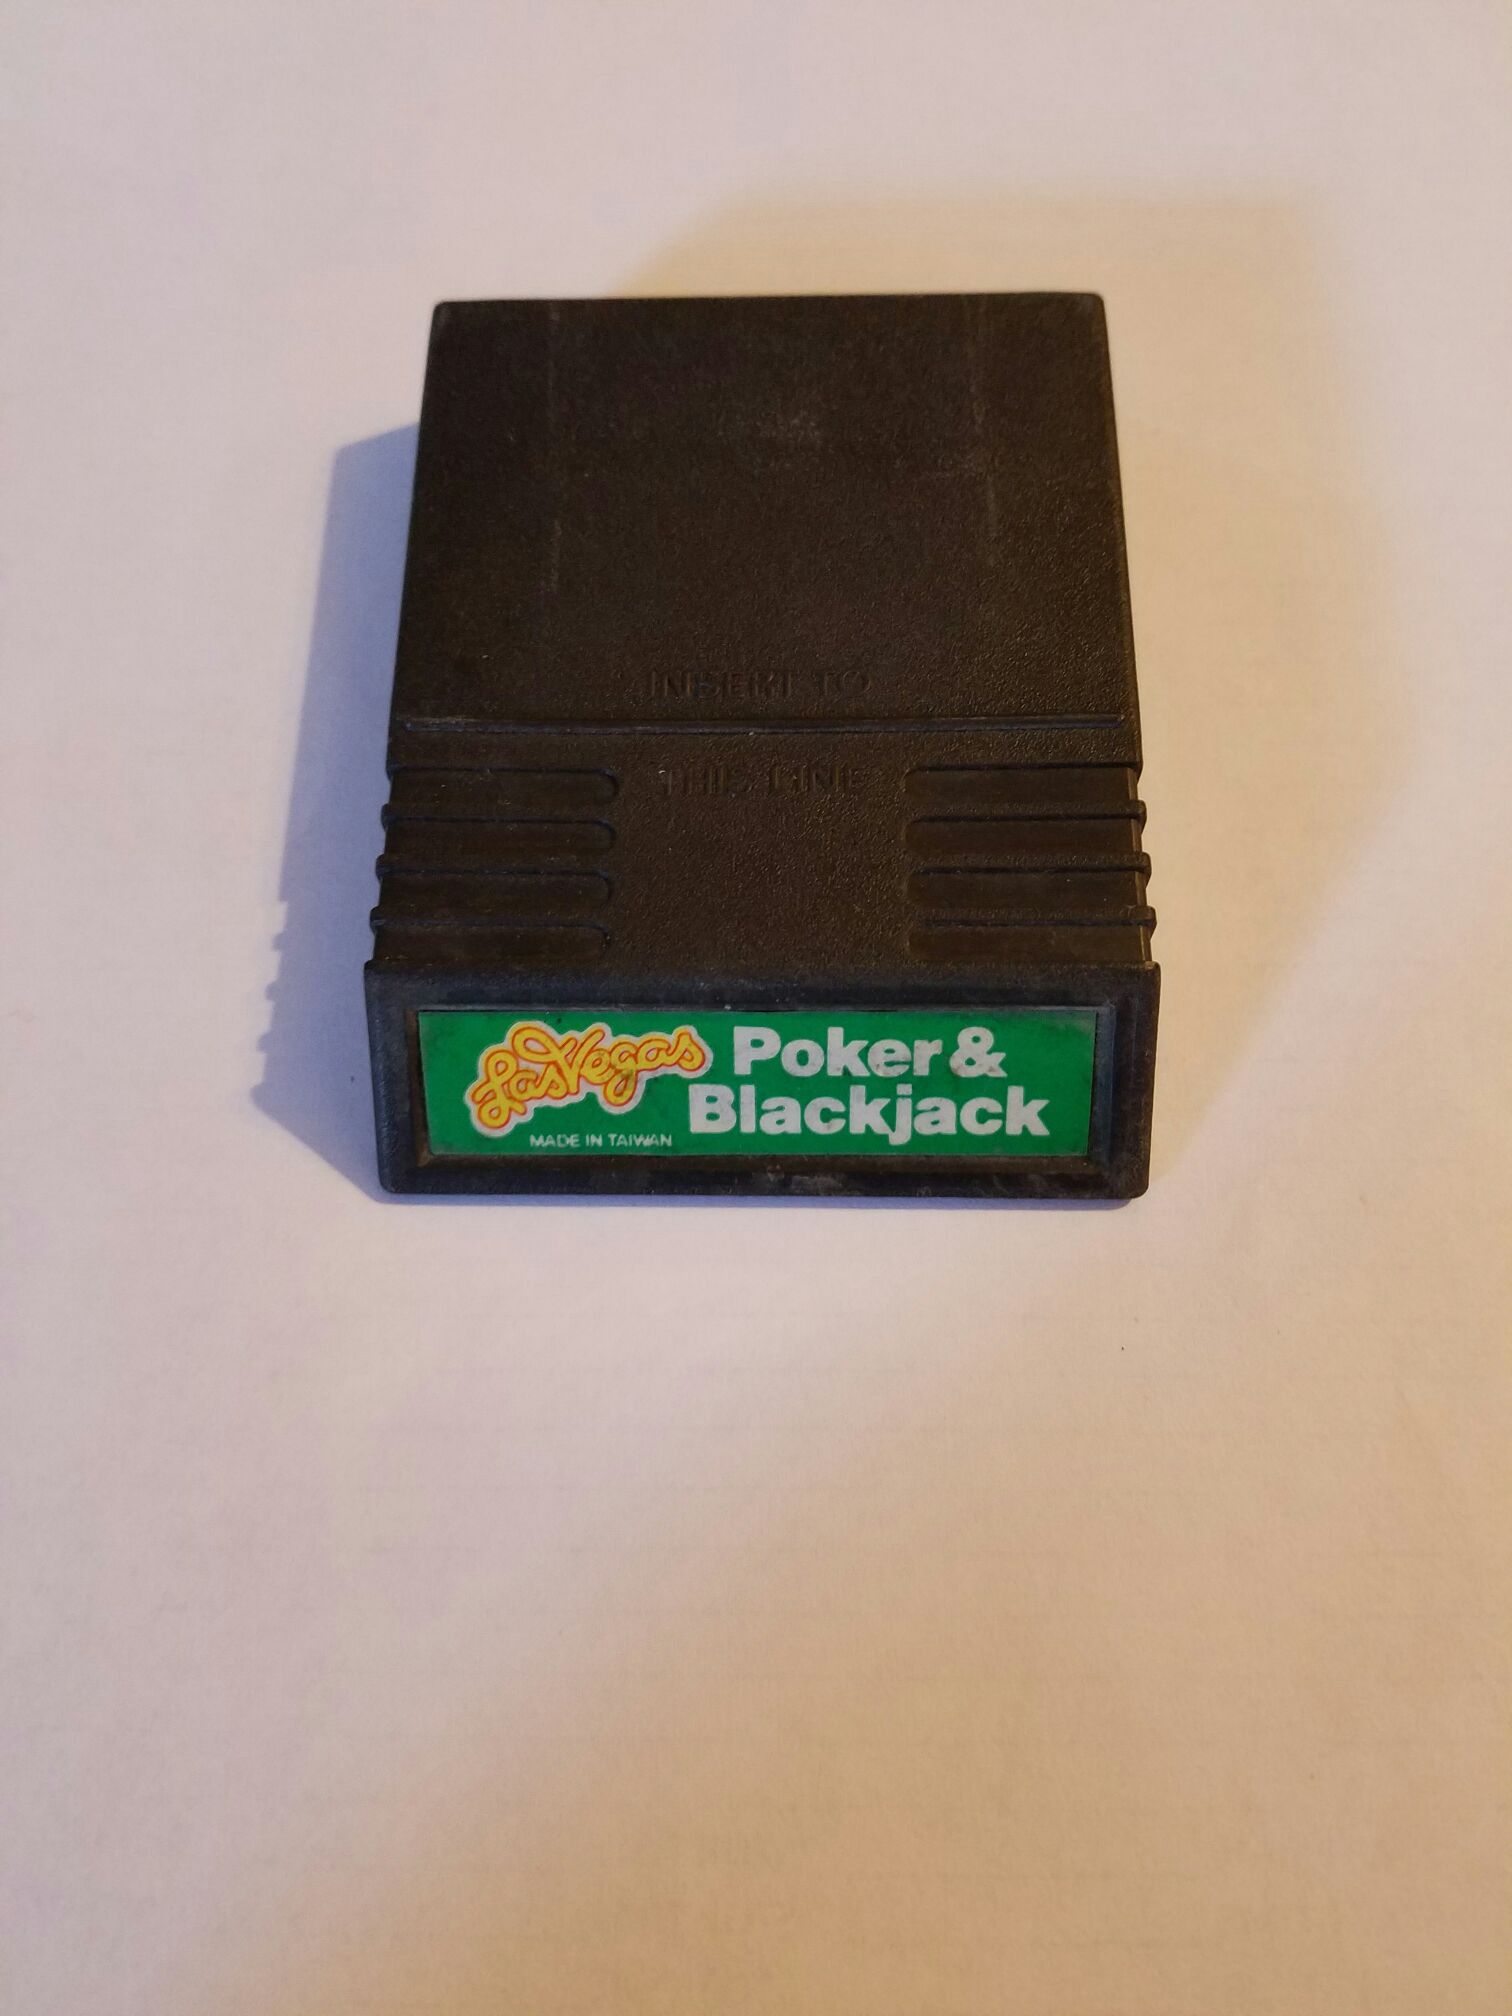 INSERT TO
THIS LINE
Las Vegas Poker &
Blackjack
MADE IN TAIWAN